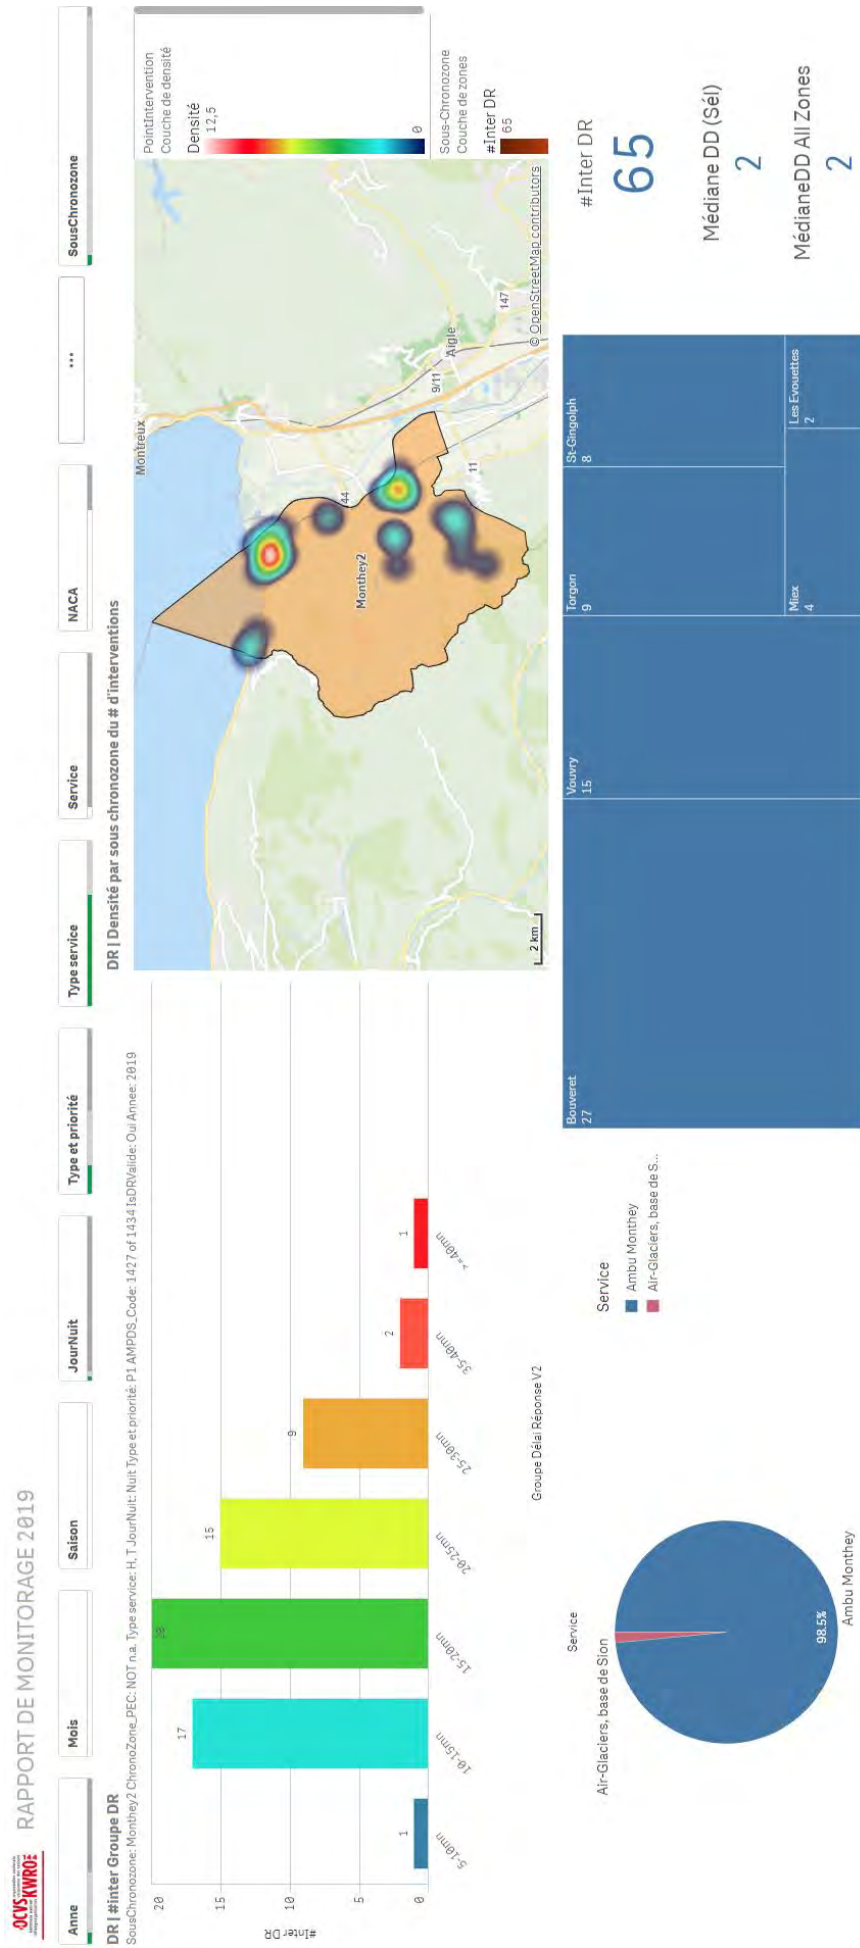 OCVS
KWRO
RAPPORT DE MONITORAGE 2019
Anne
Mois
Saison
JourNuit
Type et priorité
Type service
Service
NACA
...
SousChronozone
DR | #inter Groupe DR
SousChronozone: Monthey2 ChronoZone_PEC: NOT n.a. Type service: H, T JourNuit: Nuit Type et priorité: P1 AMPDS_Code: 1427 of 1434 IsDRValide: Oui Annee: 2019
#Inter DR
20
15
10
5
0
1
17
20
15
9
2
1
5-10mn
10-15mn
15-20mn
20-25mn
25-30mn
35-40mn
>=40mn
Groupe Délai Réponse V2
DR | Densité par sous chronozone du # d'interventions
Montreux
Monthey2
Aigle
44
9/11
11
147
2 km
© OpenStreetMap contributors
PointIntervention
Couche de densité
Densité
12,5
0
Sous-Chronozone
Couche de zones
#Inter DR
65
Service
Air-Glaciers, base de Sion
98.5%
Ambu Monthey
Service
Ambu Monthey
Air-Glaciers, base de S...
Bouveret
27
Vouvry
15
Torgon
9
St-Gingolph
8
Miex
4
Les Evouettes
2
#Inter DR
65
Médiane DD (Sél)
2
MédianeDD All Zones
2